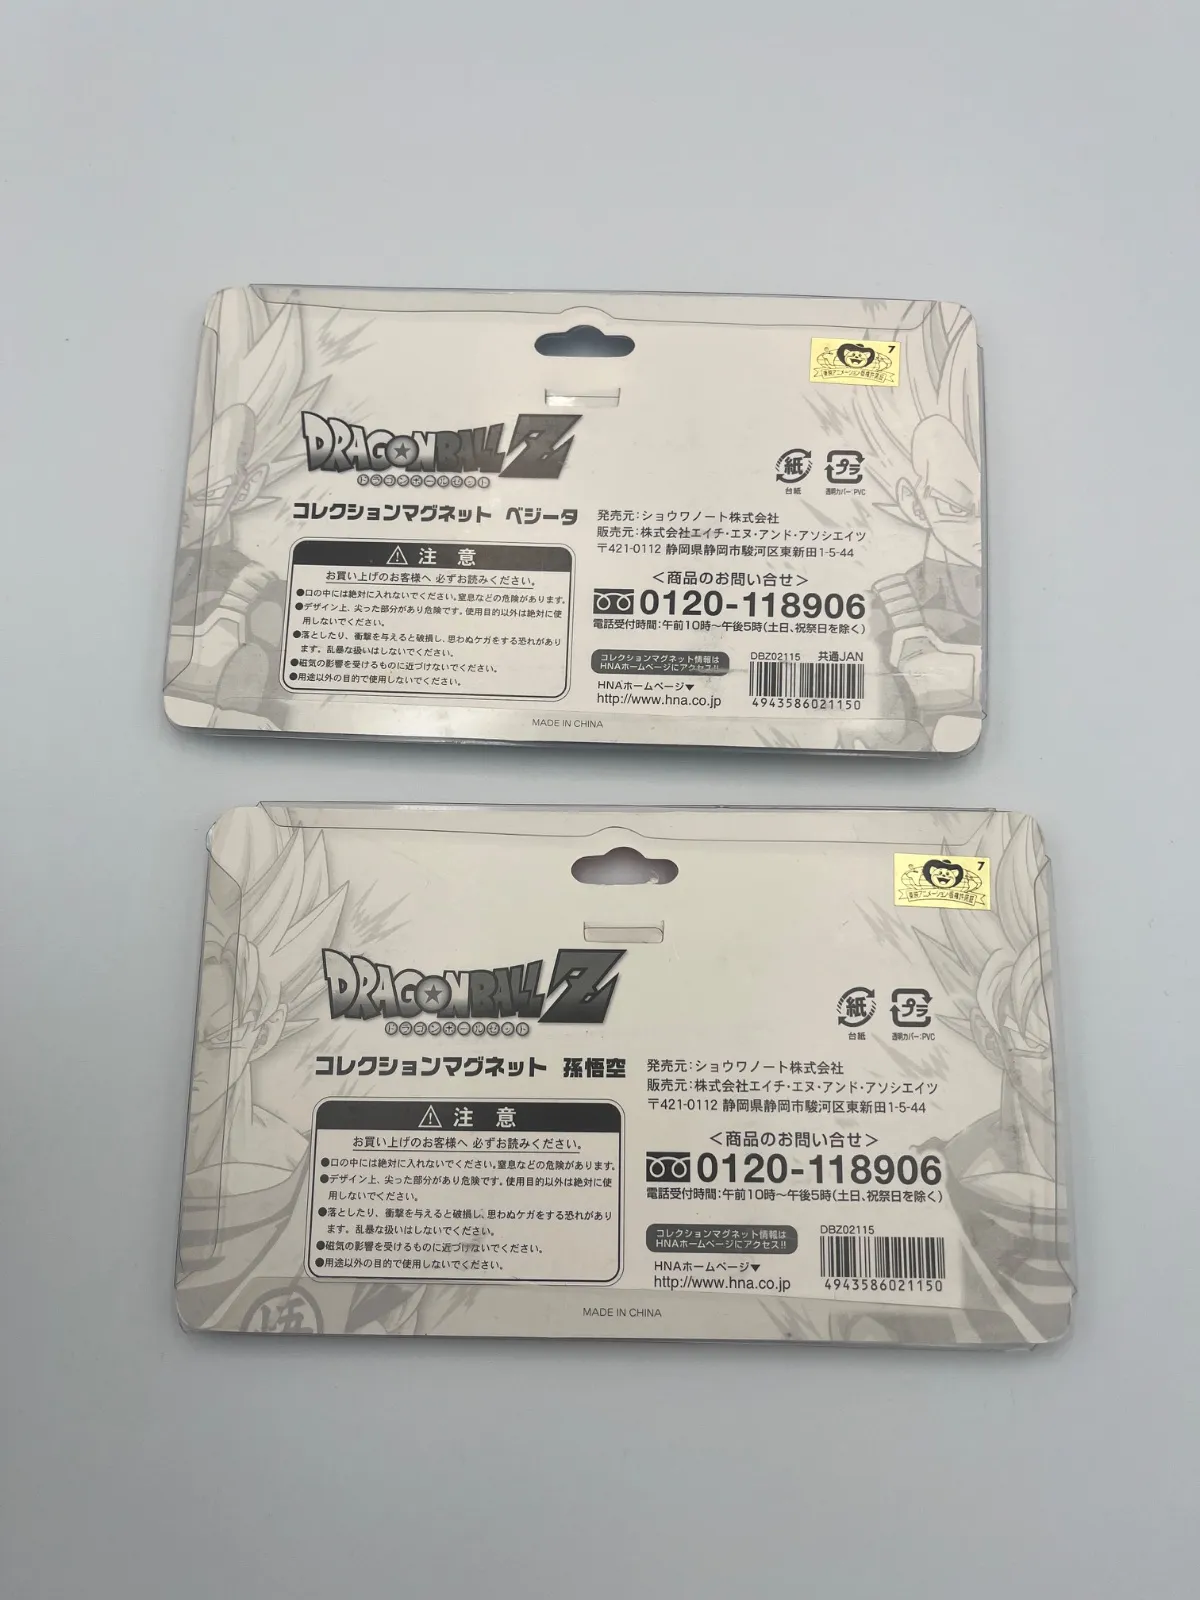 7
東映アニメーション版権許諾証
DRAGONBALL Z
ドラゴンボールゼット
コレクションマグネット ベジータ
紙
台紙
プラ
透明カバー:PVC
発売元:ショウワノート株式会社
販売元:株式会社エイチ・エヌ・アンド・アソシエイツ
〒421-0112 静岡県静岡市駿河区東新田1-5-44
⚠注 意
お買い上げのお客様へ 必ずお読みください。
●口の中には絶対に入れないでください。窒息などの危険があります。
●デザイン上、尖った部分があり危険です。使用目的以外は絶対に使
用しないでください。
●落としたり、衝撃を与えると破損し、思わぬケガをする恐れがあり
ます。乱暴な扱いはしないでください。
●磁気の影響を受けるものに近づけないでください。
●用途以外の目的で使用しないでください。
<商品のお問い合せ>
0120-118906
電話受付時間:午前10時〜午後5時(土日、祝祭日を除く)
コレクションマグネット情報は
HNAホームページにアクセス!!
HNAホームページ▼
http://www.hna.co.jp
DBZ02115 共通JAN
4943586021150
MADE IN CHINA
7
東映アニメーション版権許諾証
DRAGONBALL Z
ドラゴンボールゼット
コレクションマグネット 孫悟空
紙
台紙
プラ
透明カバー:PVC
発売元:ショウワノート株式会社
販売元:株式会社エイチ・エヌ・アンド・アソシエイツ
〒421-0112 静岡県静岡市駿河区東新田1-5-44
⚠注 意
お買い上げのお客様へ 必ずお読みください。
●口の中には絶対に入れないでください。窒息などの危険があります。
●デザイン上、尖った部分があり危険です。使用目的以外は絶対に使
用しないでください。
●落としたり、衝撃を与えると破損し、思わぬケガをする恐れがあり
ます。乱暴な扱いはしないでください。
●磁気の影響を受けるものに近づけないでください。
●用途以外の目的で使用しないでください。
<商品のお問い合せ>
0120-118906
電話受付時間:午前10時〜午後5時(土日、祝祭日を除く)
コレクションマグネット情報は
HNAホームページにアクセス!!
HNAホームページ▼
http://www.hna.co.jp
DBZ02115
4943586021150
悟
MADE IN CHINA